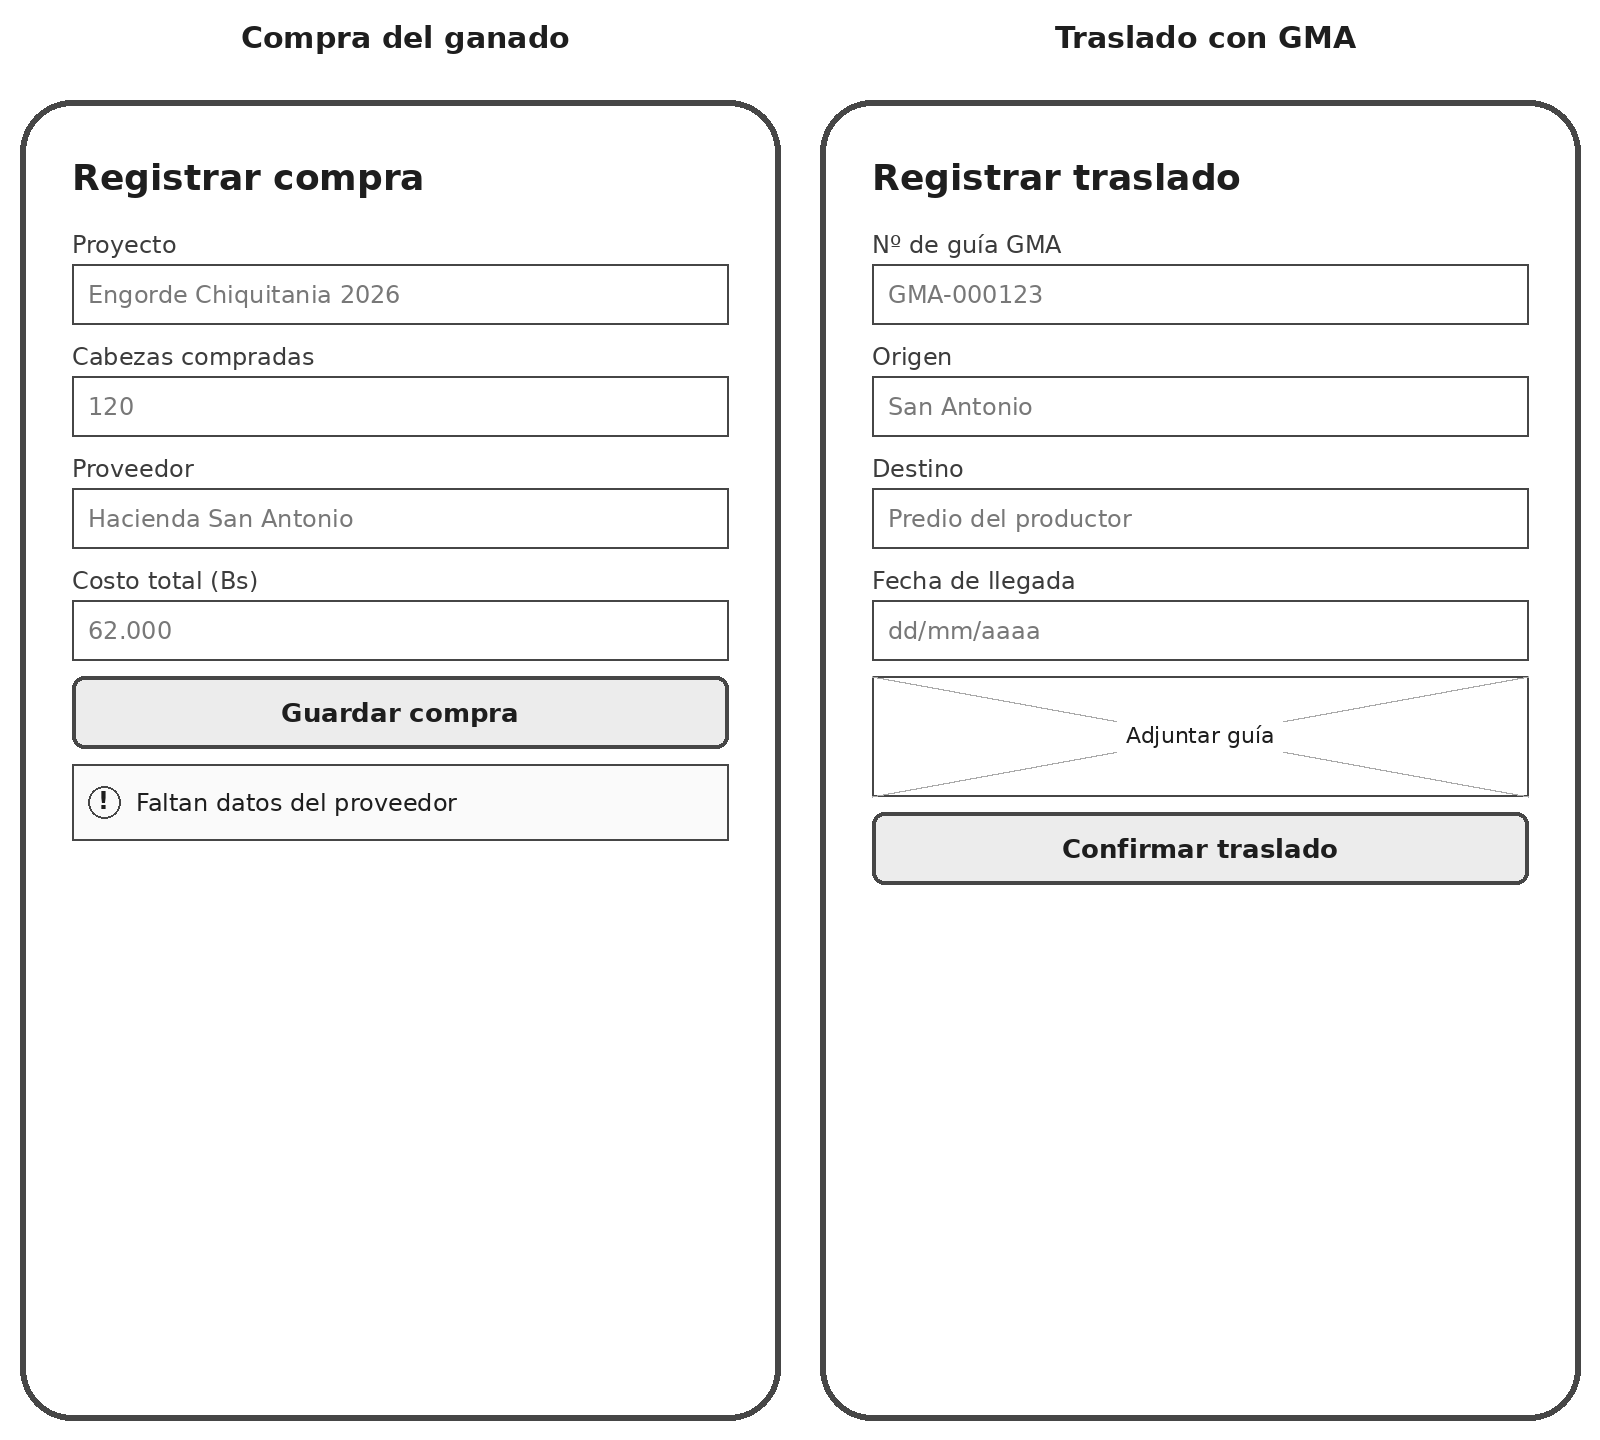 Compra del ganado
Registrar compra
Proyecto
Engorde Chiquitania 2026
Cabezas compradas
120
Proveedor
Hacienda San Antonio
Costo total (Bs)
62.000
Guardar compra
! Faltan datos del proveedor
Traslado con GMA
Registrar traslado
Nº de guía GMA
GMA-000123
Origen
San Antonio
Destino
Predio del productor
Fecha de llegada
dd/mm/aaaa
Adjuntar guía
Confirmar traslado